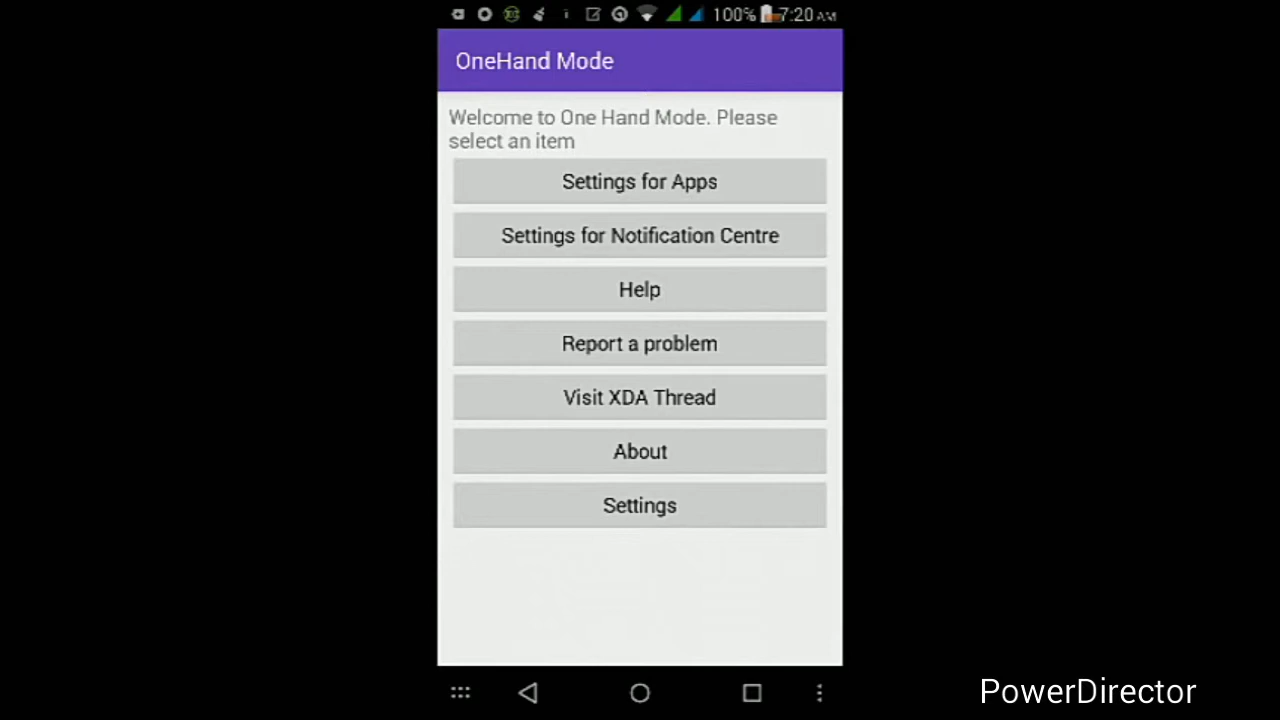 100% 7:20 AM
OneHand Mode
Welcome to One Hand Mode. Please
select an item
Settings for Apps
Settings for Notification Centre
Help
Report a problem
Visit XDA Thread
About
Settings
PowerDirector